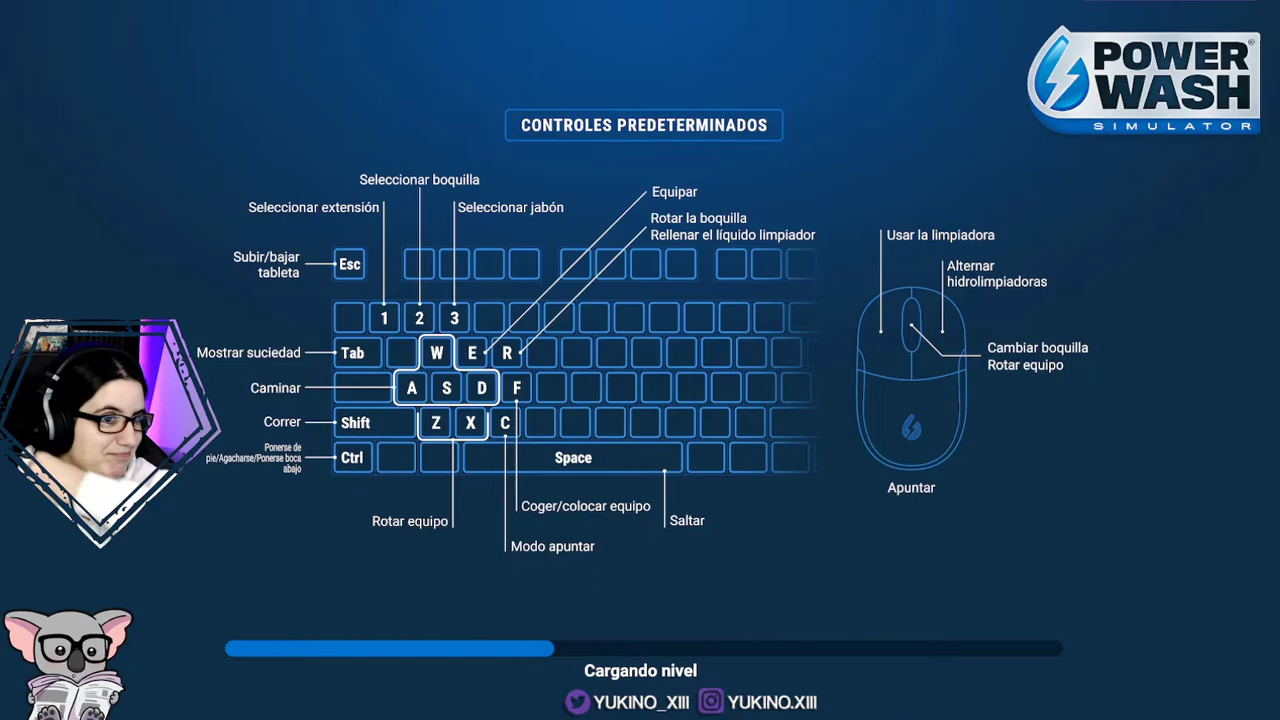 POWER
WASH
SIMULATOR
CONTROLES PREDETERMINADOS
Seleccionar boquilla
Seleccionar extensión
Seleccionar jabón
Equipar
Rotar la boquilla
Rellenar el líquido limpiador
Usar la limpiadora
Alternar
hidrolimpiadoras
Subir/bajar
tableta
Esc
1 2 3
Mostrar suciedad
Tab W E R
Cambiar boquilla
Rotar equipo
Caminar
A S D F
Correr
Shift Z X C
Ponerse de
pie/Agacharse/Ponerse boca
abajo
Ctrl Space
Apuntar
Coger/colocar equipo
Rotar equipo
Saltar
Modo apuntar
Cargando nivel
YUKINO_XIII YUKINO.XIII